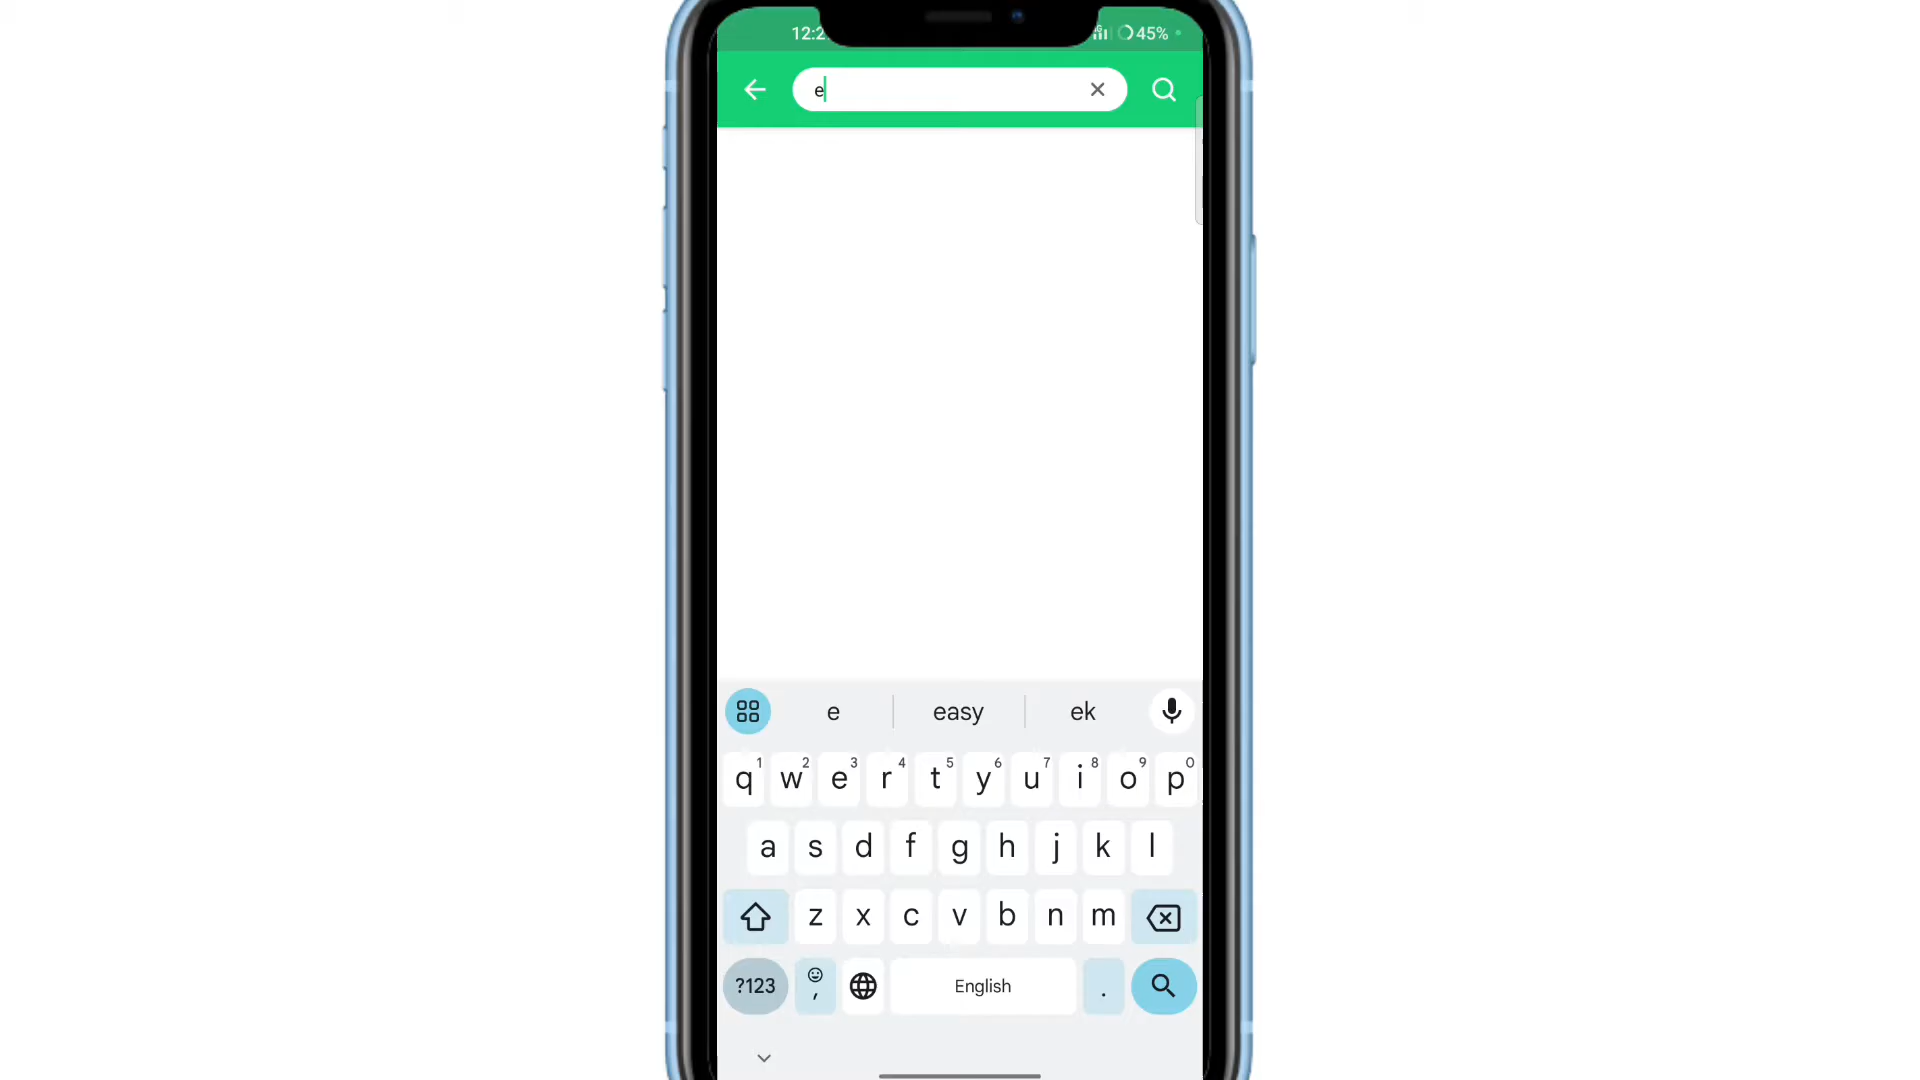 12:2
45%
e
e easy ek
q1 w2 e3 r4 t5 y6 u7 i8 o9 p0
a s d f g h j k l
z x c v b n m
?123 , English .